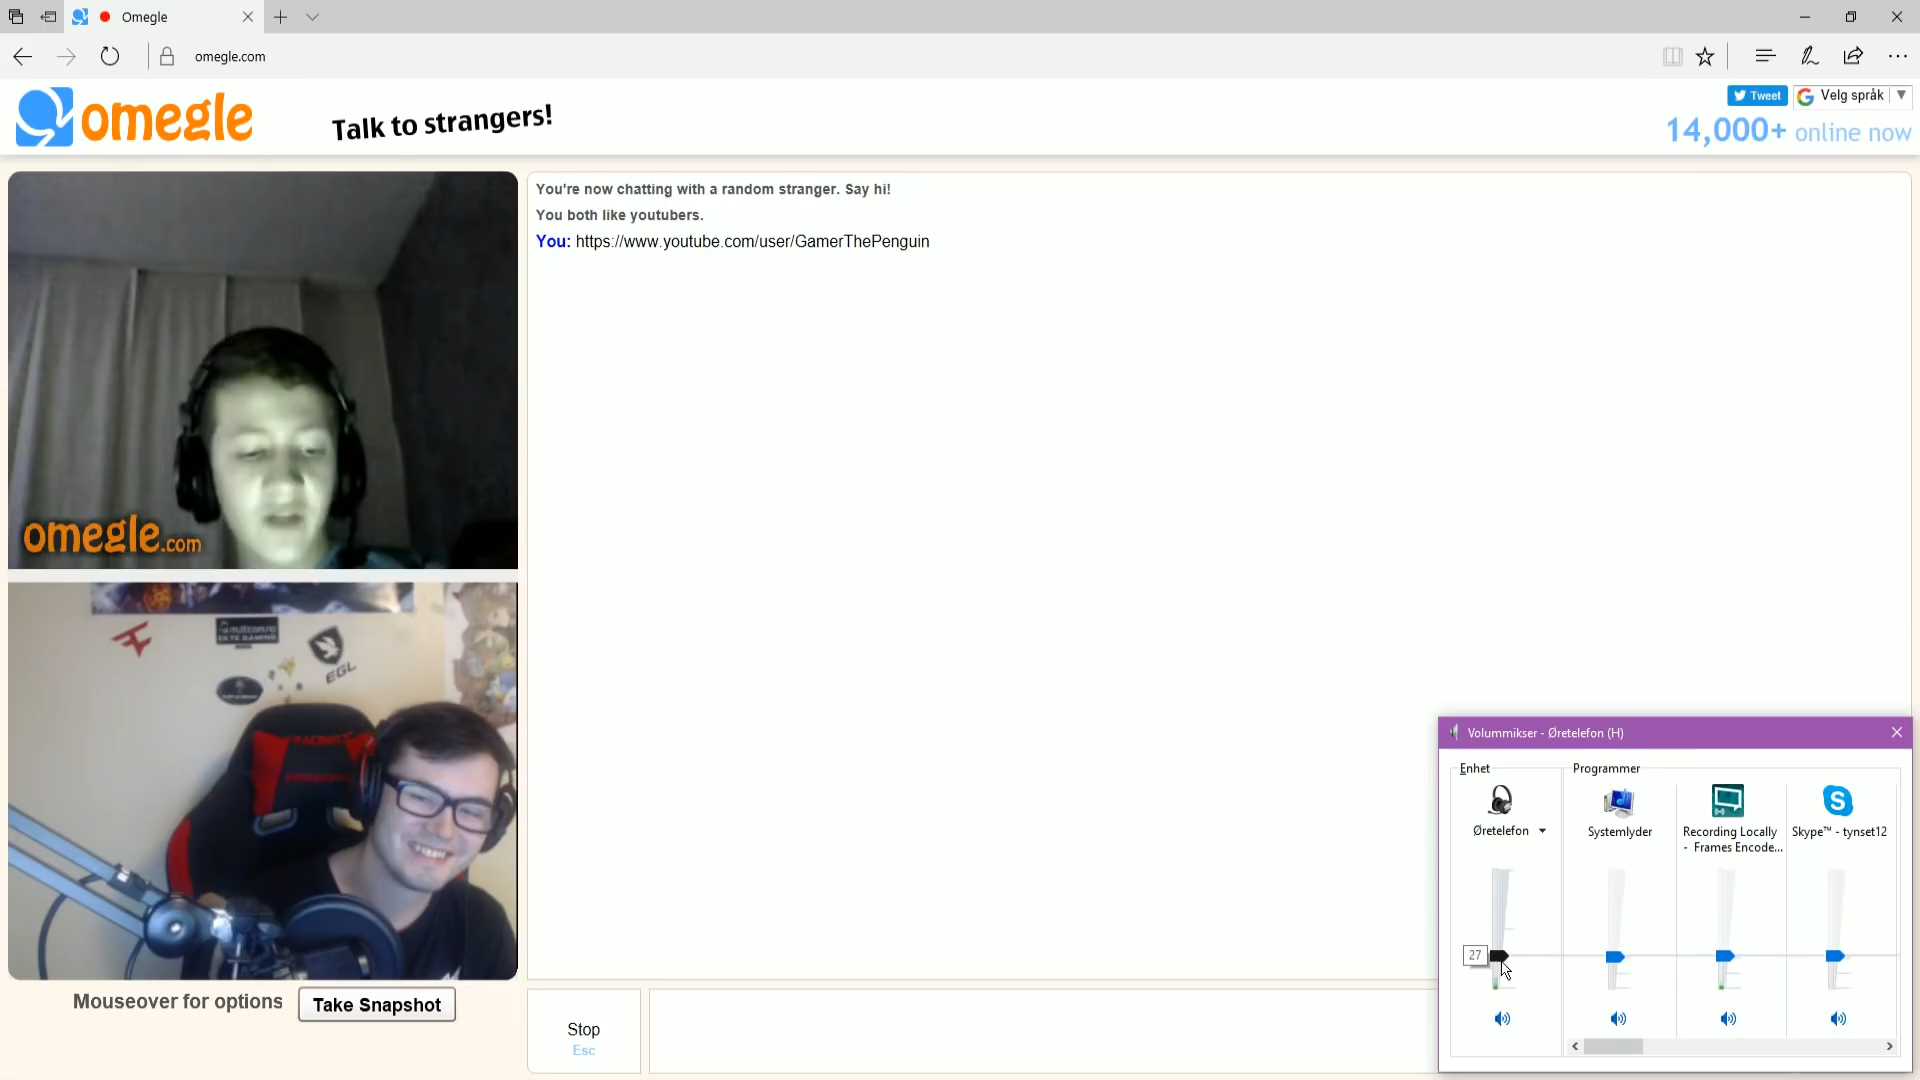 Omegle
omegle.com
omegle
Talk to strangers!
Tweet
Velg språk
14,000+ online now
You're now chatting with a random stranger. Say hi!
You both like youtubers.
You: https://www.youtube.com/user/GamerThePenguin
omegle.com
EGL
Mouseover for options
Take Snapshot
Stop
Esc
Volummikser - Øretelefon (H)
Enhet
Programmer
Øretelefon
Systemlyder
Recording Locally
- Frames Encode...
Skype™ - tynset12
27